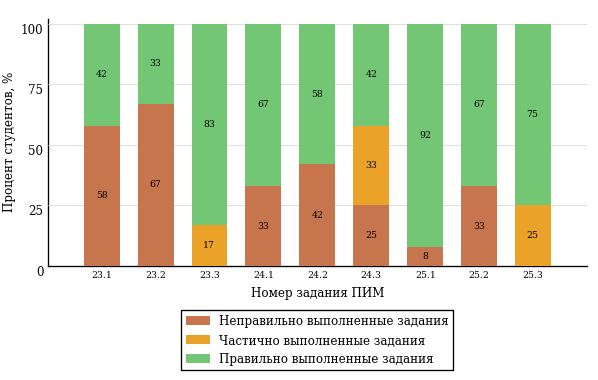 Процент студентов, %
100
75
50
25
0
42 33 83 67 58 42 92 67 75
58 67 17 33 42 33 25 8 33 25
23.1 23.2 23.3 24.1 24.2 24.3 25.1 25.2 25.3
Номер задания ПИМ
Неправильно выполненные задания
Частично выполненные задания
Правильно выполненные задания